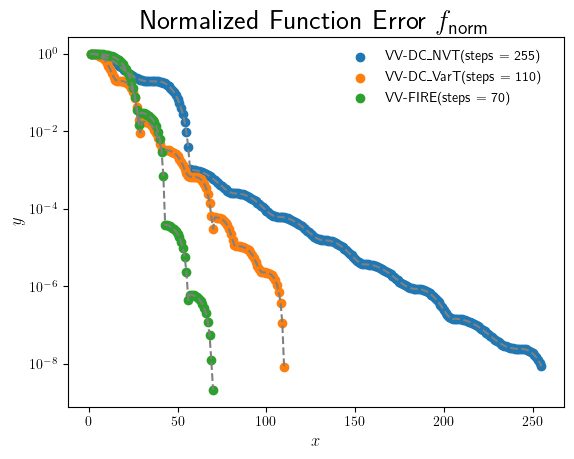 Normalized Function Error f_norm
VV-DC_NVT(steps = 255)
VV-DC_VarT(steps = 110)
VV-FIRE(steps = 70)
10^0
10^-2
10^-4
10^-6
10^-8
y
0 50 100 150 200 250
x